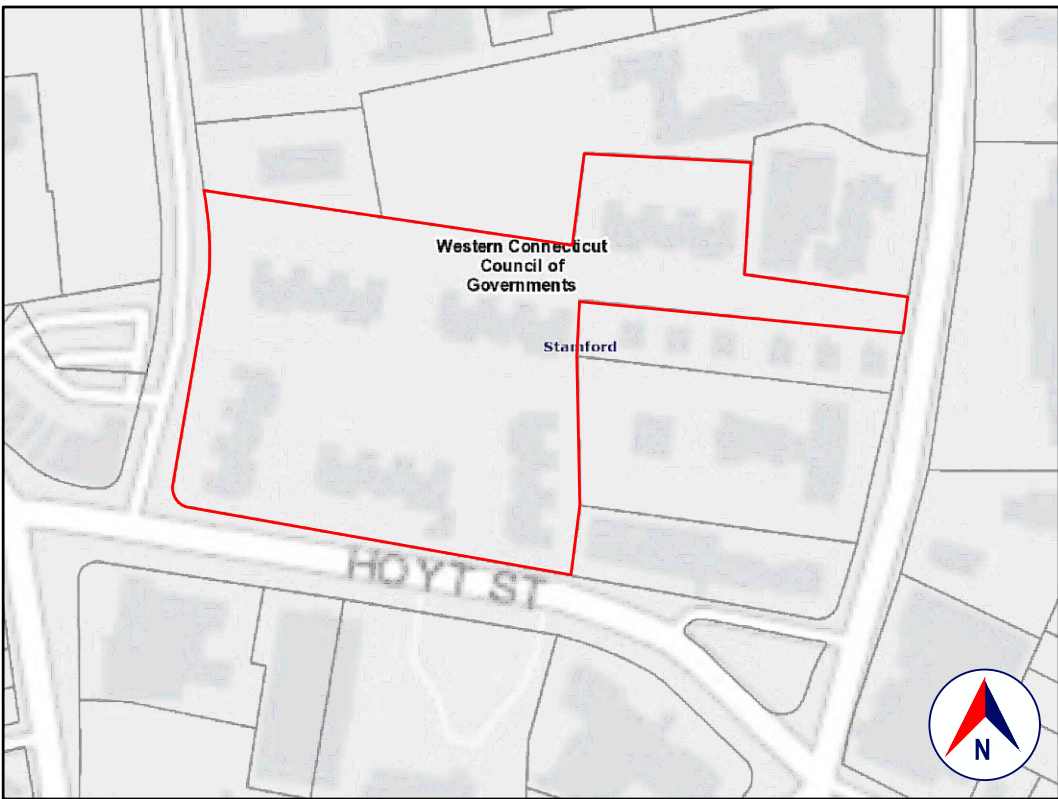 Western Connecticut
Council of
Governments
Stamford
HOYT ST
N